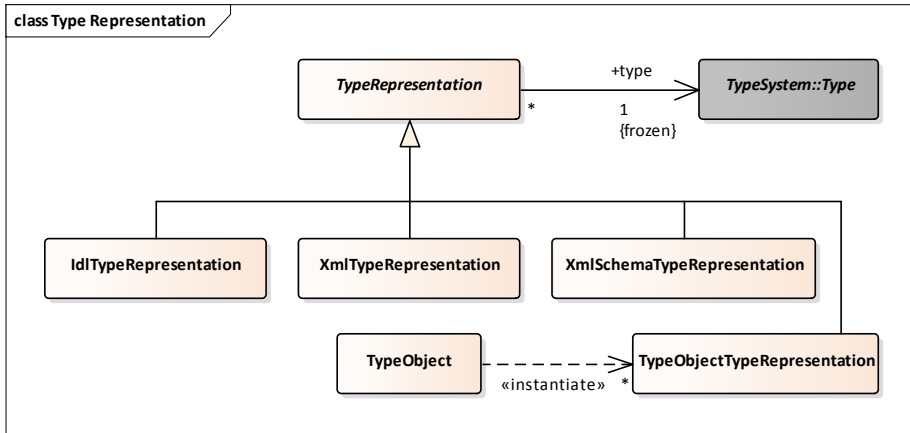 class Type Representation
TypeRepresentation
+type
TypeSystem::Type
*
1
{frozen}
IdlTypeRepresentation
XmlTypeRepresentation
XmlSchemaTypeRepresentation
TypeObject
TypeObjectTypeRepresentation
«instantiate»
*